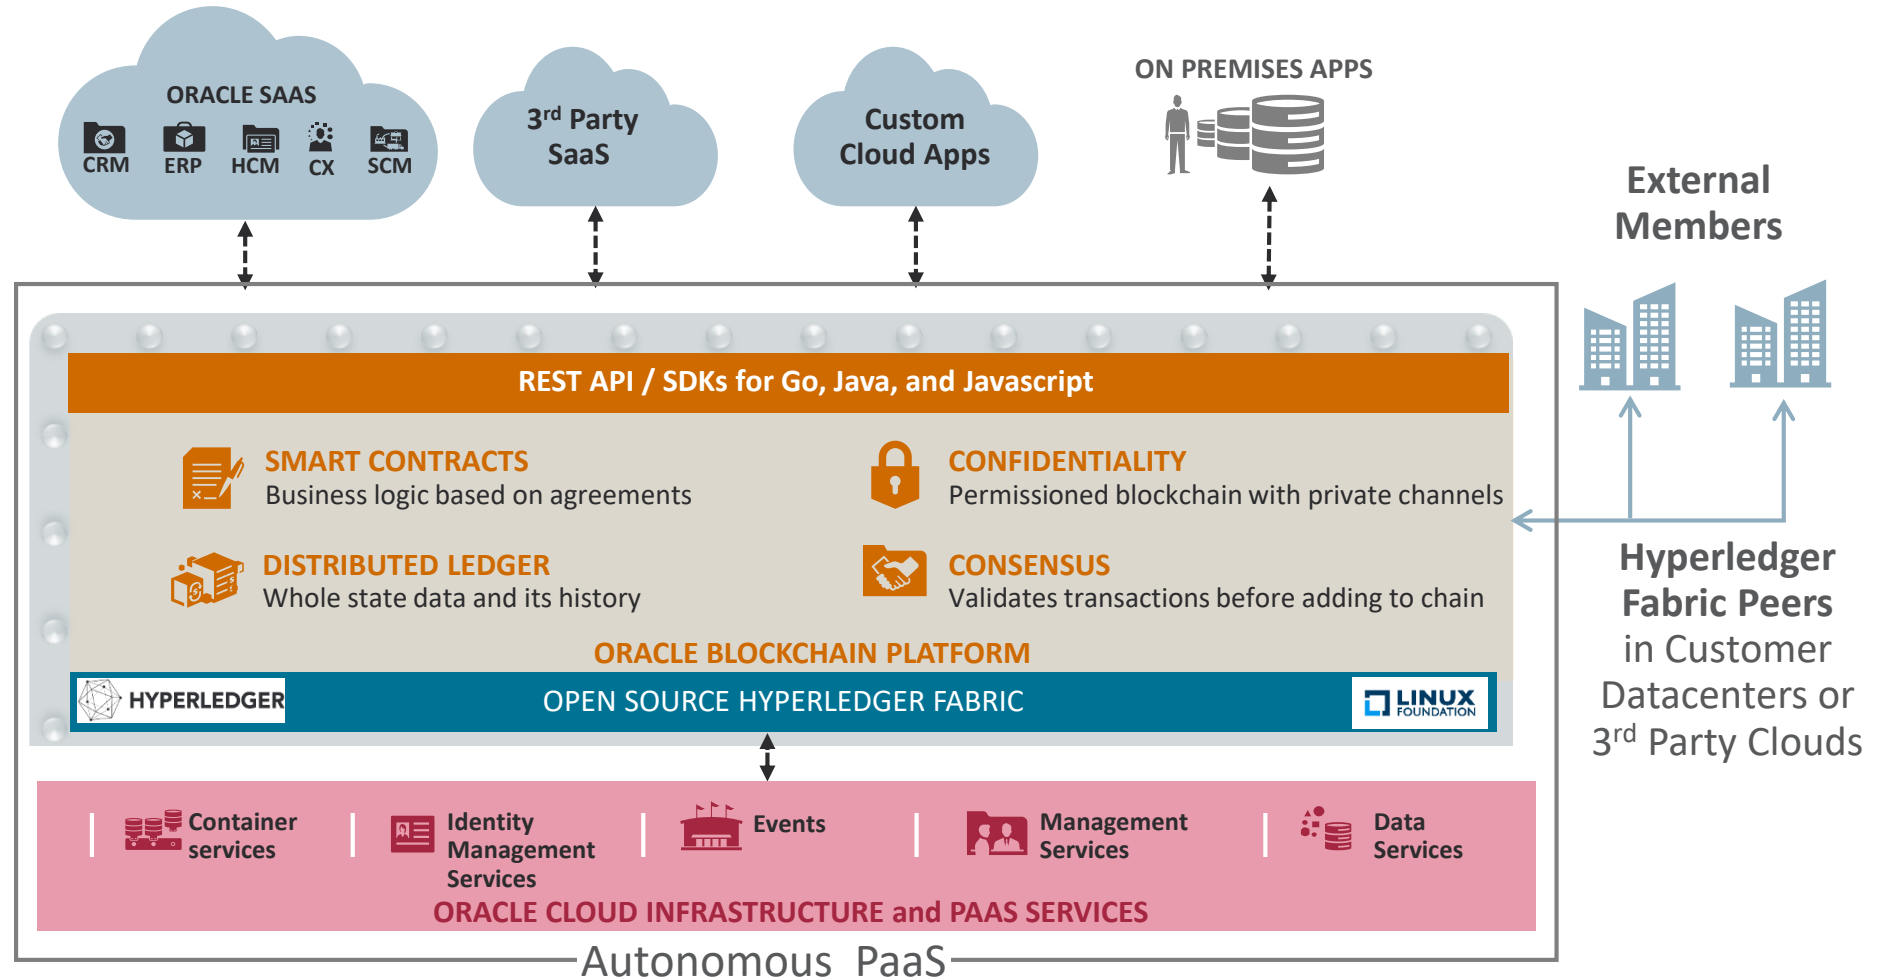 ORACLE SAAS
CRM ERP HCM CX SCM
3rd Party
SaaS
Custom
Cloud Apps
ON PREMISES APPS
External
Members
REST API / SDKs for Go, Java, and Javascript
SMART CONTRACTS
Business logic based on agreements
CONFIDENTIALITY
Permissioned blockchain with private channels
DISTRIBUTED LEDGER
Whole state data and its history
CONSENSUS
Validates transactions before adding to chain
ORACLE BLOCKCHAIN PLATFORM
HYPERLEDGER
OPEN SOURCE HYPERLEDGER FABRIC
LINUX
FOUNDATION
Hyperledger
Fabric Peers
in Customer
Datacenters or
3rd Party Clouds
Container
services
Identity
Management
Services
Events
Management
Services
Data
Services
ORACLE CLOUD INFRASTRUCTURE and PAAS SERVICES
Autonomous PaaS